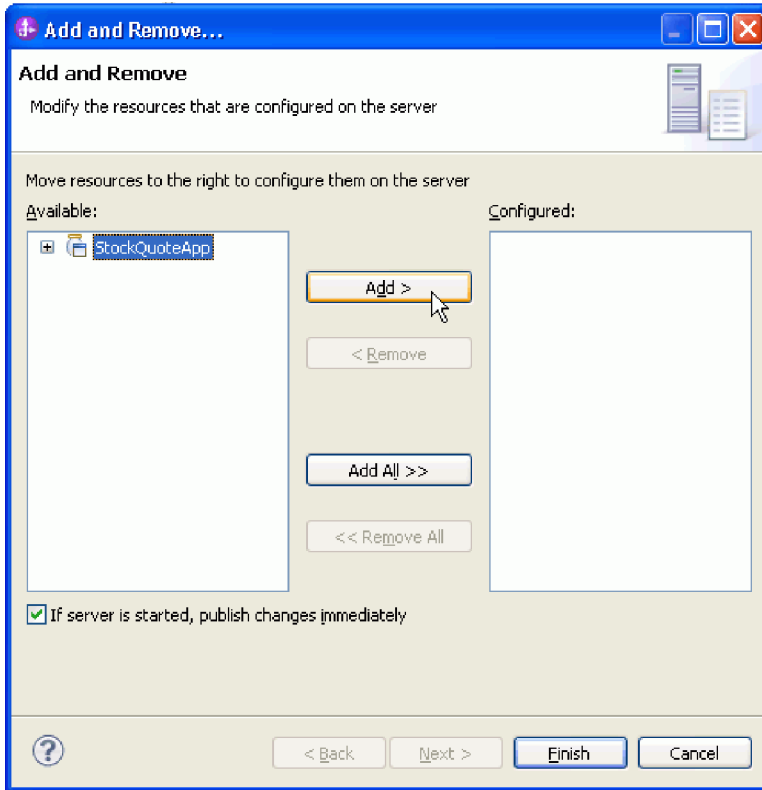 Add and Remove...
Add and Remove
Modify the resources that are configured on the server
Move resources to the right to configure them on the server
Available:
Configured:
StockQuoteApp
Add >
< Remove
Add All >>
<< Remove All
If server is started, publish changes immediately
?
< Back
Next >
Finish
Cancel